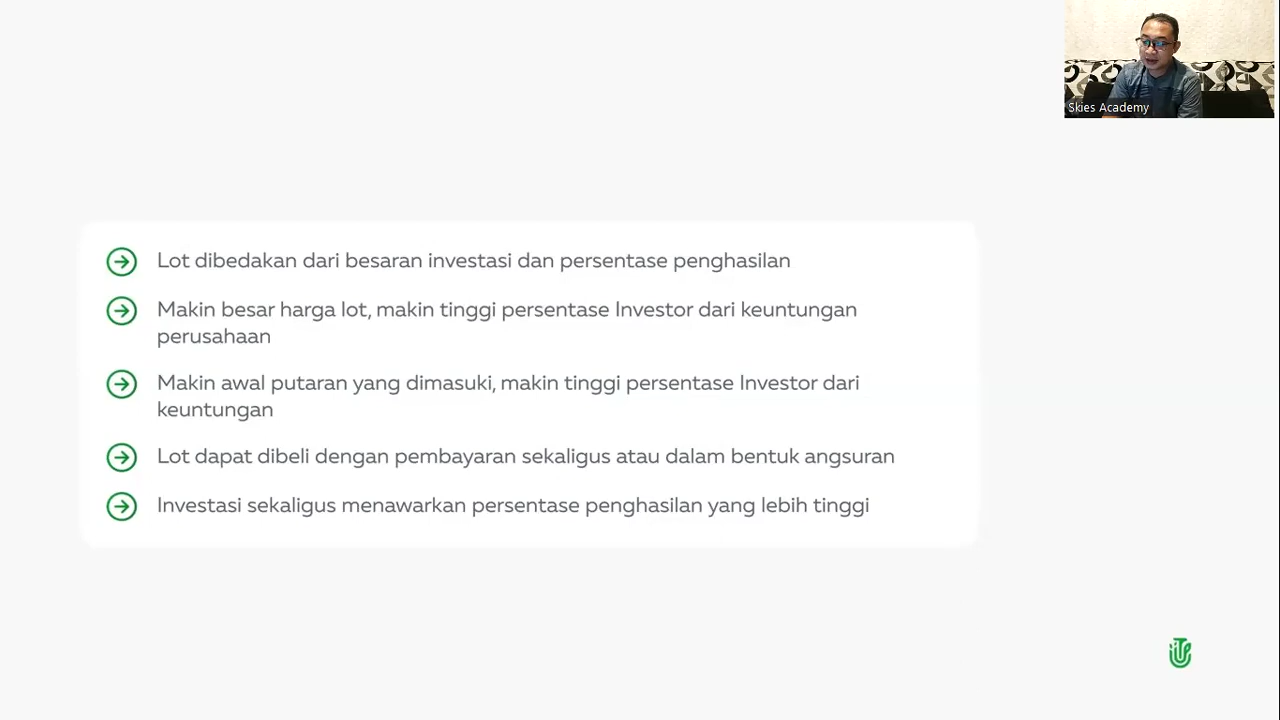 Skies Academy
Lot dibedakan dari besaran investasi dan persentase penghasilan
Makin besar harga lot, makin tinggi persentase Investor dari keuntungan
perusahaan
Makin awal putaran yang dimasuki, makin tinggi persentase Investor dari
keuntungan
Lot dapat dibeli dengan pembayaran sekaligus atau dalam bentuk angsuran
Investasi sekaligus menawarkan persentase penghasilan yang lebih tinggi